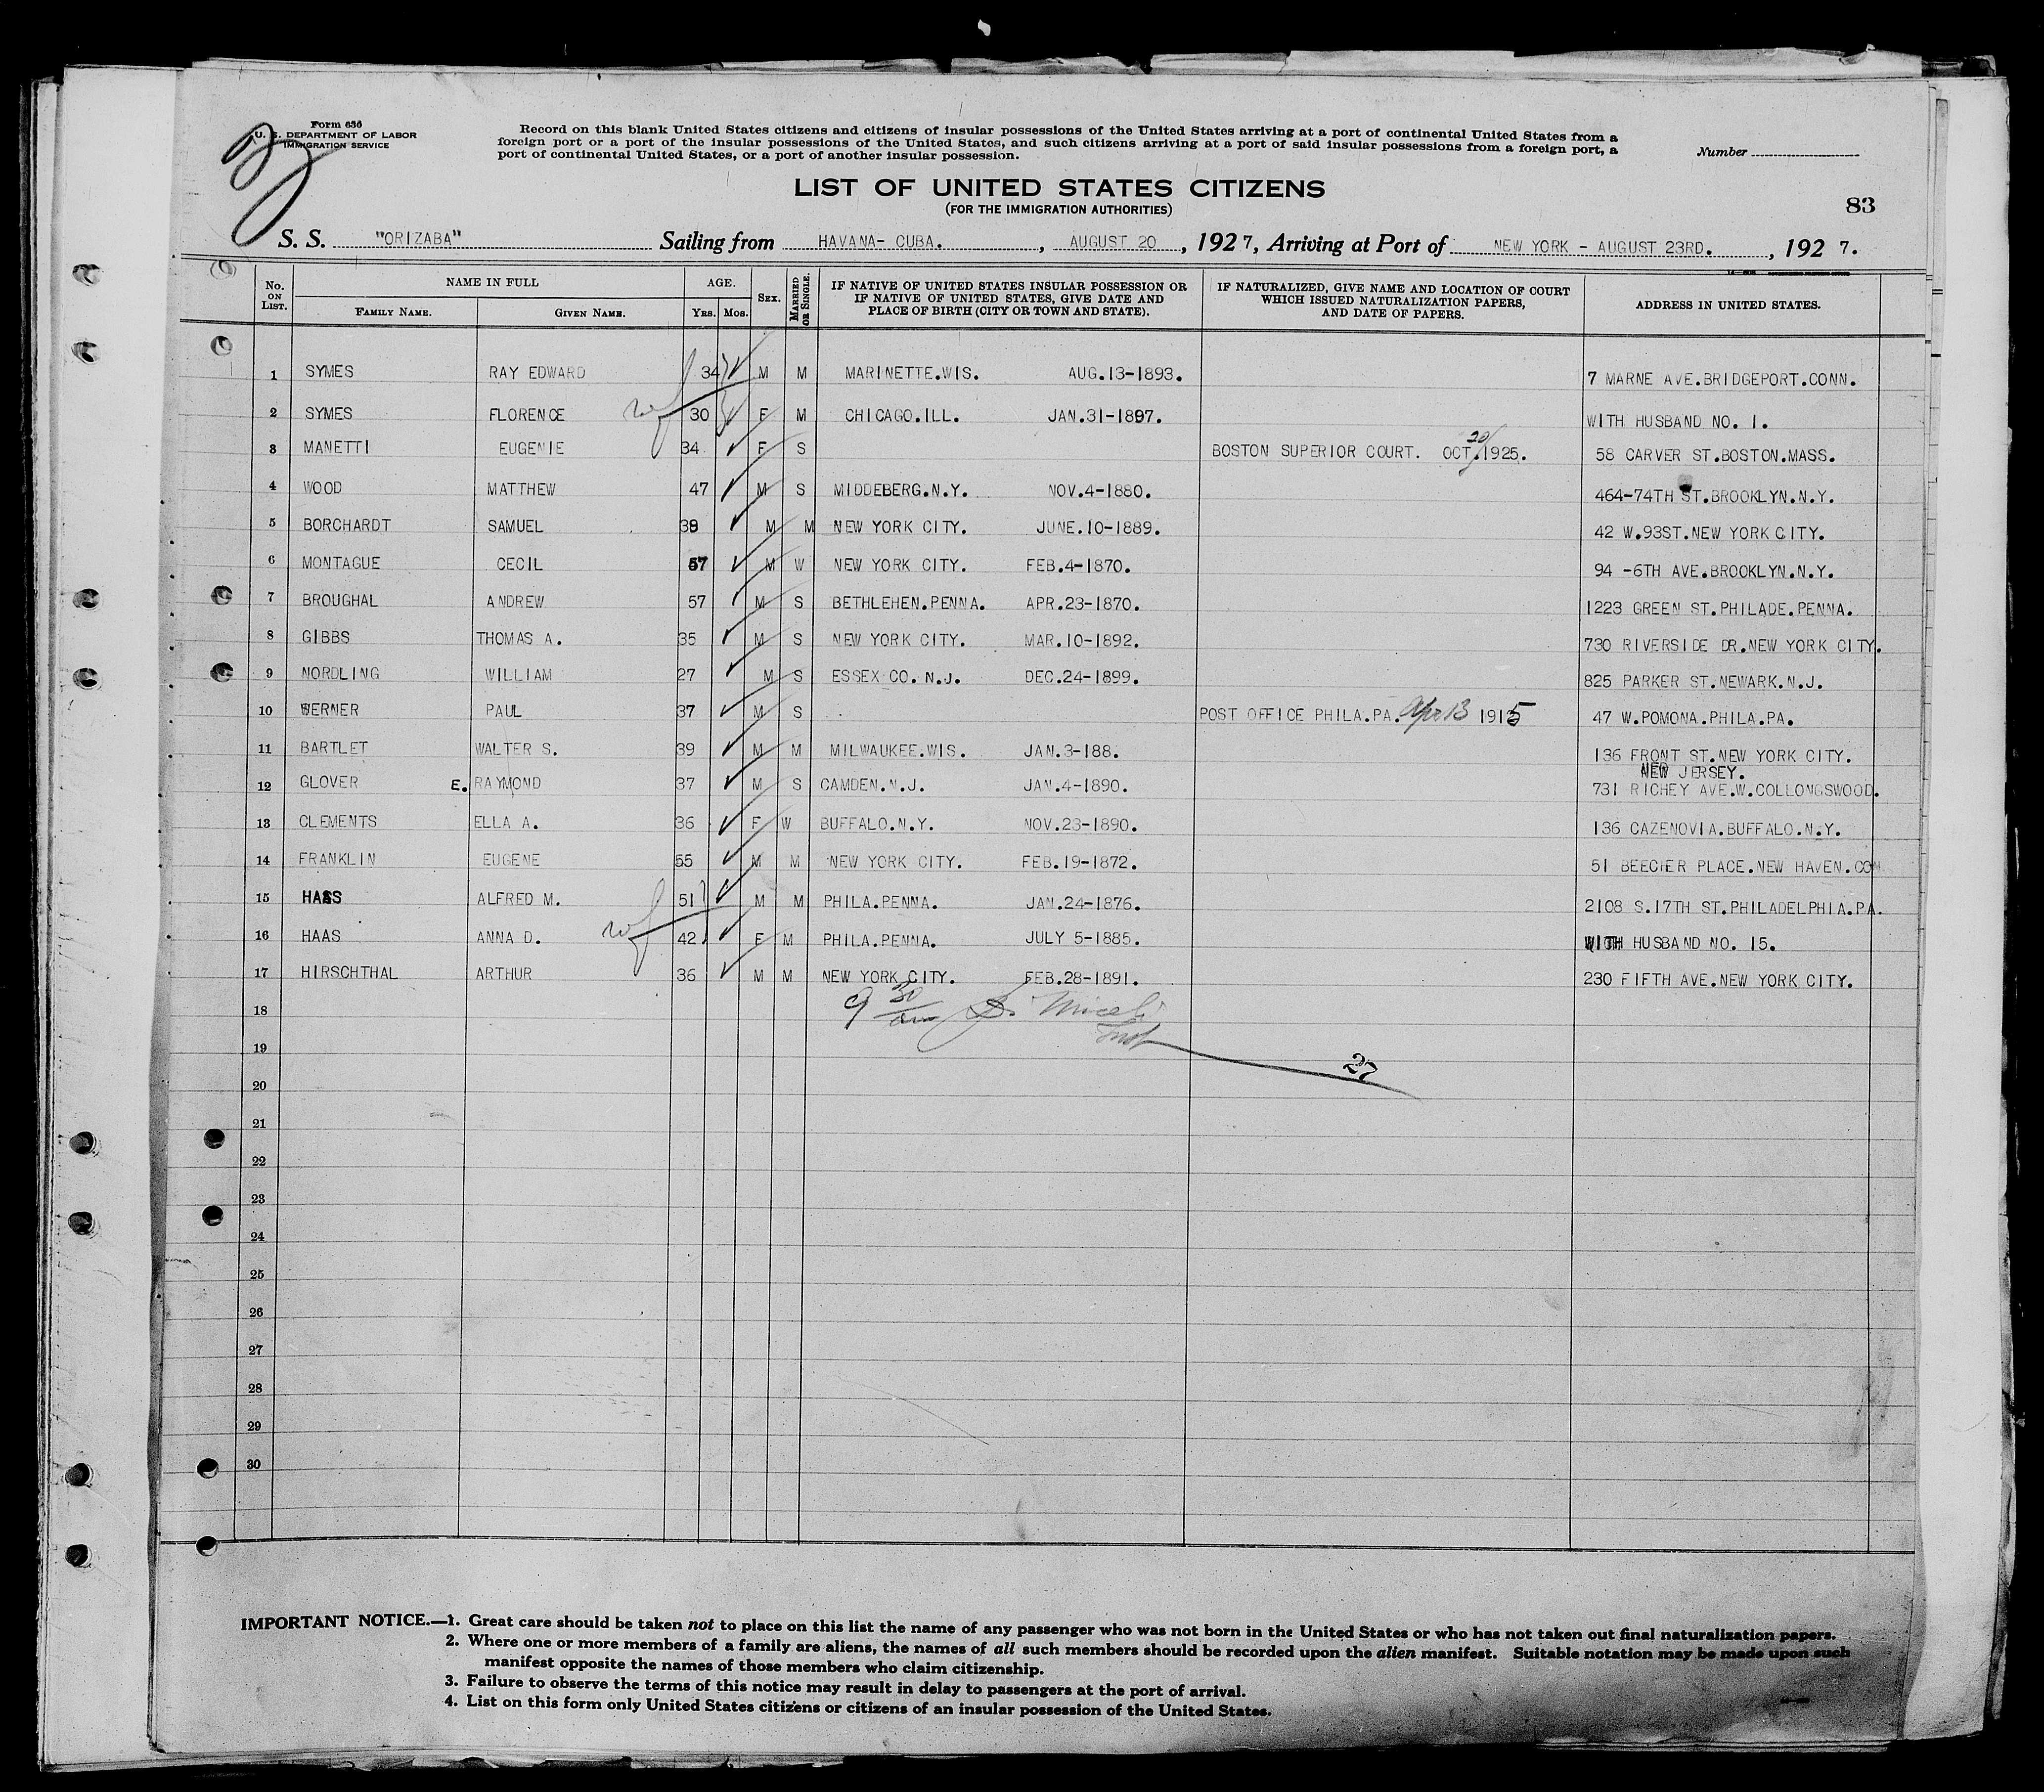 Form 630
U. S. DEPARTMENT OF LABOR
IMMIGRATION SERVICE
Record on this blank United States citizens and citizens of insular possessions of the United States arriving at a port of continental United States from a
foreign port or a port of the insular possessions of the United States, and such citizens arriving at a port of said insular possessions from a foreign port, a
port of continental United States, or a port of another insular possession.
Number
LIST OF UNITED STATES CITIZENS
(FOR THE IMMIGRATION AUTHORITIES)
83
S. S. "ORIZABA" Sailing from HAVANA- CUBA. , AUGUST 20 , 1927, Arriving at Port of NEW YORK - AUGUST 23RD. , 192 7.
No. ON LIST. NAME IN FULL FAMILY NAME. GIVEN NAME. AGE. YRS. MOS. SEX. MARRIED OR SINGLE. IF NATIVE OF UNITED STATES INSULAR POSSESSION OR IF NATIVE OF UNITED STATES, GIVE DATE AND PLACE OF BIRTH (CITY OR TOWN AND STATE). IF NATURALIZED, GIVE NAME AND LOCATION OF COURT WHICH ISSUED NATURALIZATION PAPERS, AND DATE OF PAPERS. ADDRESS IN UNITED STATES.
1 SYMES RAY EDWARD 34 M M MARINETTE.WIS. AUG.13-1893. 7 MARNE AVE.BRIDGEPORT.CONN.
2 SYMES FLORENCE 30 F M CHICAGO.ILL. JAN.31-1897. WITH HUSBAND NO. 1.
3 MANETTI EUGENIE 34 F S BOSTON SUPERIOR COURT. OCT.20/1925. 58 CARVER ST.BOSTON.MASS.
4 WOOD MATTHEW 47 M S MIDDEBERG.N.Y. NOV.4-1880. 464-74TH ST.BROOKLYN.N.Y.
5 BORCHARDT SAMUEL 38 M M NEW YORK CITY. JUNE.10-1889. 42 W.93ST.NEW YORK CITY.
6 MONTAGUE CECIL 57 M W NEW YORK CITY. FEB.4-1870. 94 -6TH AVE.BROOKLYN.N.Y.
7 BROUGHAL ANDREW 57 M S BETHLEHEN.PENNA. APR.23-1870. 1223 GREEN ST.PHILADE.PENNA.
8 GIBBS THOMAS A. 35 M S NEW YORK CITY. MAR.10-1892. 730 RIVERSIDE DR.NEW YORK CITY.
9 NORDLING WILLIAM 27 M S ESSEX CO. N.J. DEC.24-1899. 825 PARKER ST.NEWARK.N.J.
10 WERNER PAUL 37 M S POST OFFICE PHILA.PA. Apr 13 1915 47 W.POMONA.PHILA.PA.
11 BARTLET WALTER S. 39 M M MILWAUKEE.WIS. JAN.3-188. 136 FRONT ST.NEW YORK CITY.
NEW JERSEY.
12 GLOVER E. RAYMOND 37 M S CAMDEN.N.J. JAN.4-1890. 731 RICHEY AVE.W.COLLONGSWOOD.
13 CLEMENTS ELLA A. 36 F W BUFFALO.N.Y. NOV.23-1890. 136 CAZENOVIA.BUFFALO.N.Y.
14 FRANKLIN EUGENE 55 M M NEW YORK CITY. FEB.19-1872. 51 BEECHER PLACE.NEW HAVEN.CON
15 HAAS ALFRED M. 51 M M PHILA.PENNA. JAN.24-1876. 2108 S.17TH ST.PHILADELPHIA.PA.
16 HAAS ANNA D. 42 F M PHILA.PENNA. JULY 5-1885. WITH HUSBAND NO. 15.
17 HIRSCHTHAL ARTHUR 36 M M NEW YORK CITY. FEB.28-1891. 230 FIFTH AVE.NEW YORK CITY.
18 9 30
19
27
20
21
22
23
24
25
26
27
28
29
30
IMPORTANT NOTICE.—1. Great care should be taken not to place on this list the name of any passenger who was not born in the United States or who has not taken out final naturalization papers.
2. Where one or more members of a family are aliens, the names of all such members should be recorded upon the alien manifest. Suitable notation may be made upon such
manifest opposite the names of those members who claim citizenship.
3. Failure to observe the terms of this notice may result in delay to passengers at the port of arrival.
4. List on this form only United States citizens or citizens of an insular possession of the United States.